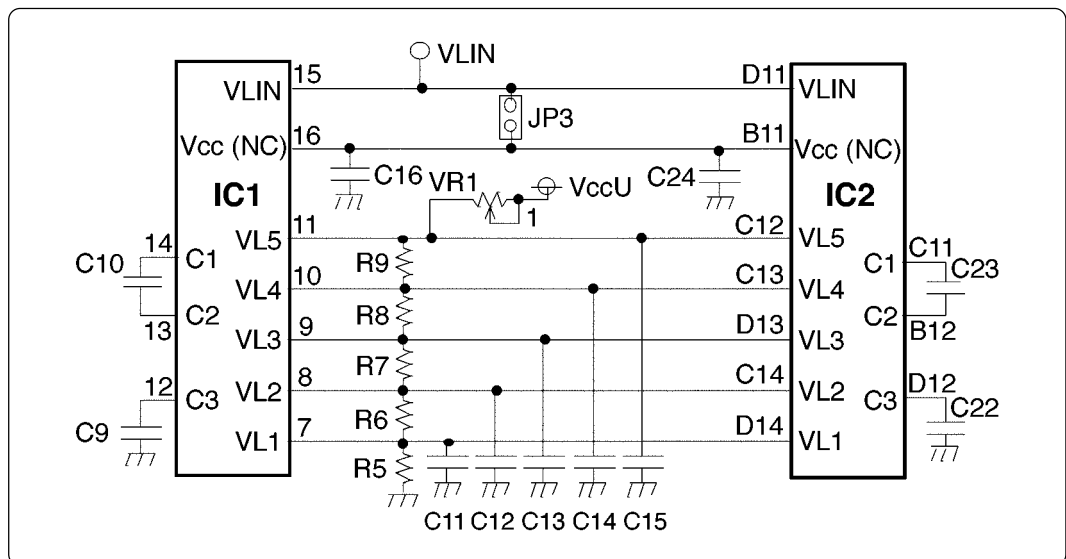 VLIN
15
D11
VLIN
VLIN
JP3
16
B11
Vcc (NC)
Vcc (NC)
C16
C24
IC1
VR1
VccU
IC2
1
11
C12
VL5
VL5
14
C11
C10
C1
R9
C1
C23
10
C13
VL4
VL4
C2
R8
C2
13
9
D13
B12
VL3
VL3
R7
12
8
C14
D12
C3
VL2
VL2
C3
C22
C9
R6
7
D14
VL1
VL1
R5
C11 C12 C13 C14 C15